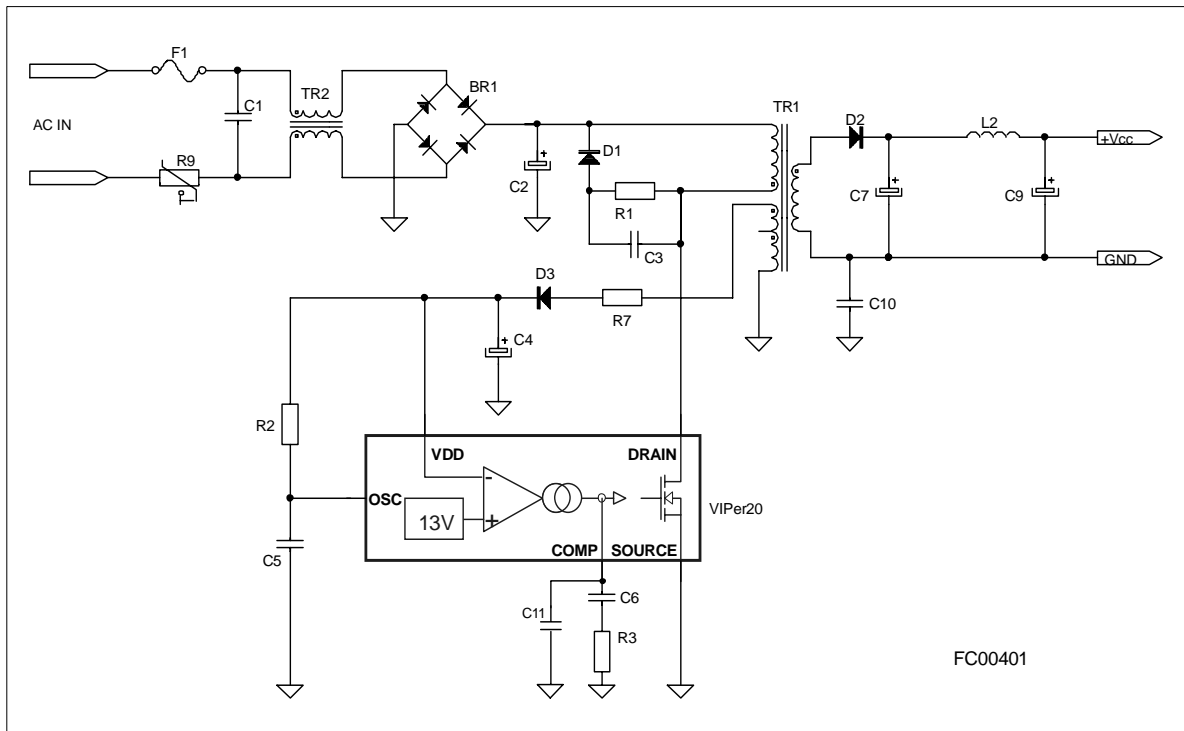 F1
BR1
TR2
C1
TR1
AC IN
D2
L2
+Vcc
R9
D1
C2
C7
C9
R1
C3
GND
D3
R7
C10
C4
+
+
+
+
R2
VDD
DRAIN
-
OSC
VIPer20
13V
+
COMP
SOURCE
C5
C6
C11
R3
FC00401